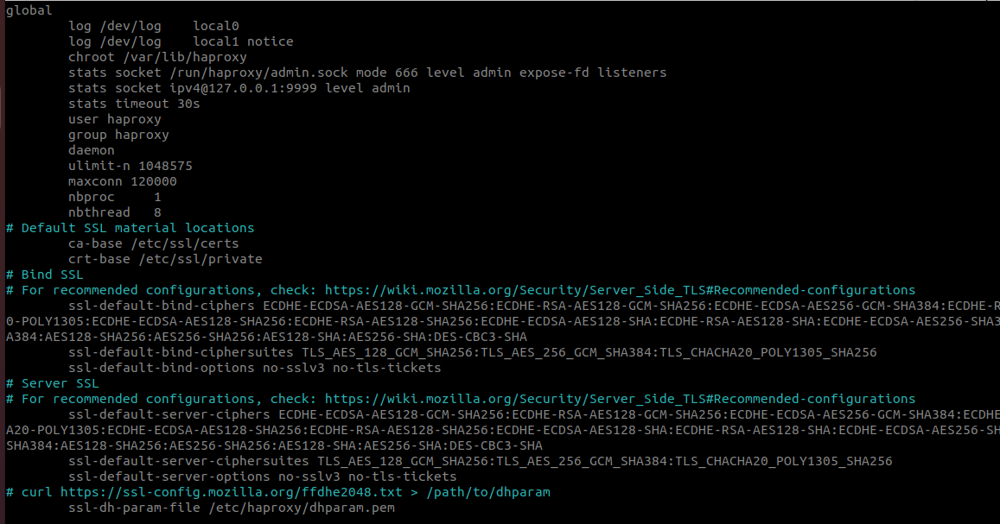 global
log /dev/log    local0
log /dev/log    local1 notice
chroot /var/lib/haproxy
stats socket /run/haproxy/admin.sock mode 666 level admin expose-fd listeners
stats socket ipv4@127.0.0.1:9999 level admin
stats timeout 30s
user haproxy
group haproxy
daemon
ulimit-n 1048575
maxconn 120000
nbproc    1
nbthread   8
# Default SSL material locations
ca-base /etc/ssl/certs
crt-base /etc/ssl/private
# Bind SSL
# For recommended configurations, check: https://wiki.mozilla.org/Security/Server_Side_TLS#Recommended-configurations
ssl-default-bind-ciphers ECDHE-ECDSA-AES128-GCM-SHA256:ECDHE-RSA-AES128-GCM-SHA256:ECDHE-ECDSA-AES256-GCM-SHA384:ECDHE-R
0-POLY1305:ECDHE-ECDSA-AES128-SHA256:ECDHE-RSA-AES128-SHA256:ECDHE-ECDSA-AES128-SHA:ECDHE-RSA-AES128-SHA:ECDHE-ECDSA-AES256-SHA3
A384:AES128-SHA256:AES256-SHA256:AES128-SHA:AES256-SHA:DES-CBC3-SHA
ssl-default-bind-ciphersuites TLS_AES_128_GCM_SHA256:TLS_AES_256_GCM_SHA384:TLS_CHACHA20_POLY1305_SHA256
ssl-default-bind-options no-sslv3 no-tls-tickets
# Server SSL
# For recommended configurations, check: https://wiki.mozilla.org/Security/Server_Side_TLS#Recommended-configurations
ssl-default-server-ciphers ECDHE-ECDSA-AES128-GCM-SHA256:ECDHE-RSA-AES128-GCM-SHA256:ECDHE-ECDSA-AES256-GCM-SHA384:ECDHE
A20-POLY1305:ECDHE-ECDSA-AES128-SHA256:ECDHE-RSA-AES128-SHA256:ECDHE-ECDSA-AES128-SHA:ECDHE-RSA-AES128-SHA:ECDHE-ECDSA-AES256-SH
SHA384:AES128-SHA256:AES256-SHA256:AES128-SHA:AES256-SHA:DES-CBC3-SHA
ssl-default-server-ciphersuites TLS_AES_128_GCM_SHA256:TLS_AES_256_GCM_SHA384:TLS_CHACHA20_POLY1305_SHA256
ssl-default-server-options no-sslv3 no-tls-tickets
# curl https://ssl-config.mozilla.org/ffdhe2048.txt > /path/to/dhparam
ssl-dh-param-file /etc/haproxy/dhparam.pem